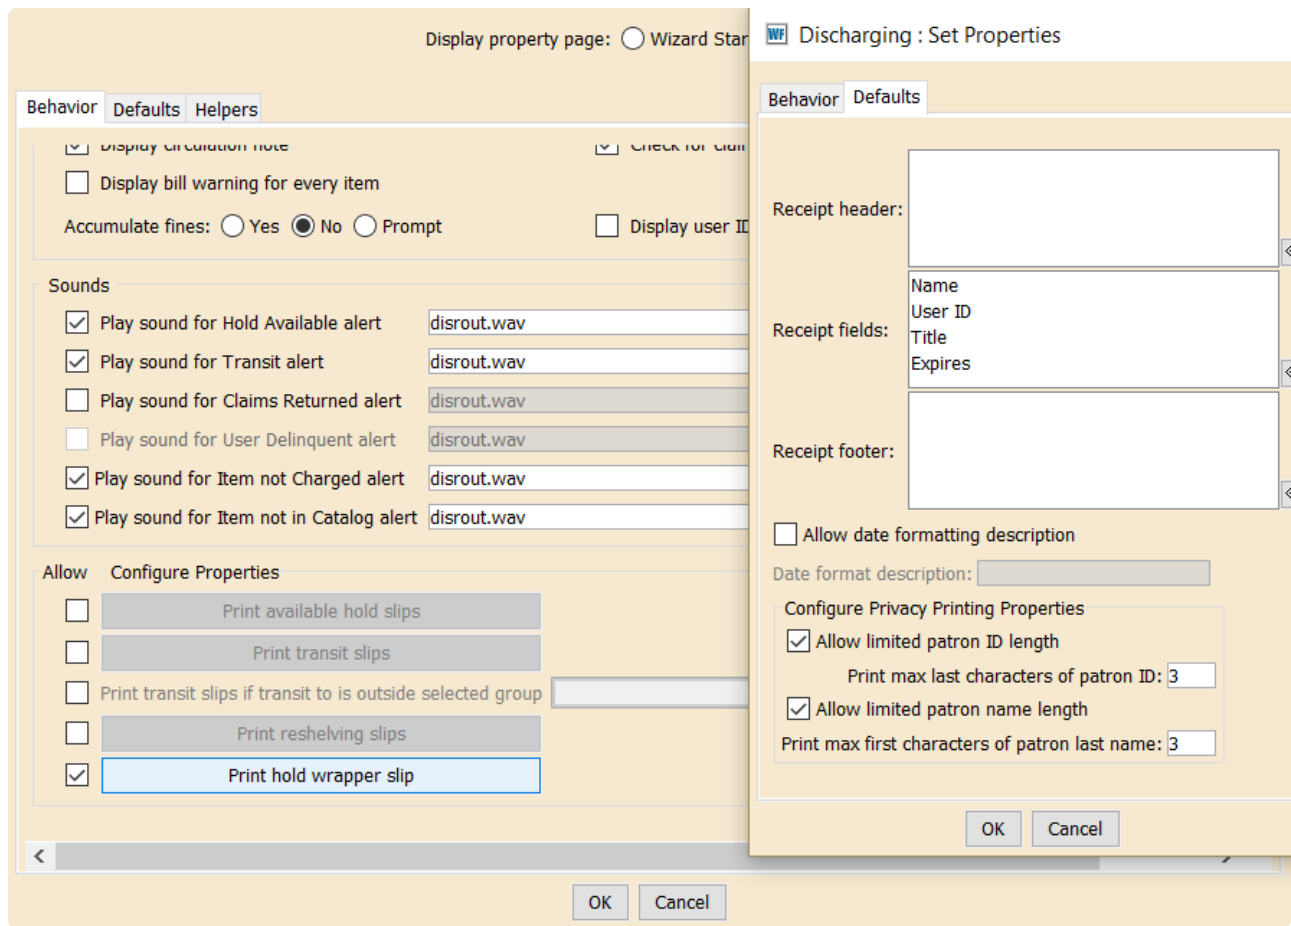 Display property page: Wizard Star
Behavior Defaults Helpers
Display circulation note
Check for clai
Display bill warning for every item
Accumulate fines: Yes No Prompt
Display user ID
Sounds
Play sound for Hold Available alert disrout.wav
Play sound for Transit alert disrout.wav
Play sound for Claims Returned alert disrout.wav
Play sound for User Delinquent alert disrout.wav
Play sound for Item not Charged alert disrout.wav
Play sound for Item not in Catalog alert disrout.wav
Allow Configure Properties
Print available hold slips
Print transit slips
Print transit slips if transit to is outside selected group
Print reshelving slips
Print hold wrapper slip
OK Cancel
WF Discharging : Set Properties
Behavior Defaults
Receipt header:
Receipt fields:
Name
User ID
Title
Expires
Receipt footer:
Allow date formatting description
Date format description:
Configure Privacy Printing Properties
Allow limited patron ID length
Print max last characters of patron ID: 3
Allow limited patron name length
Print max first characters of patron last name: 3
OK Cancel